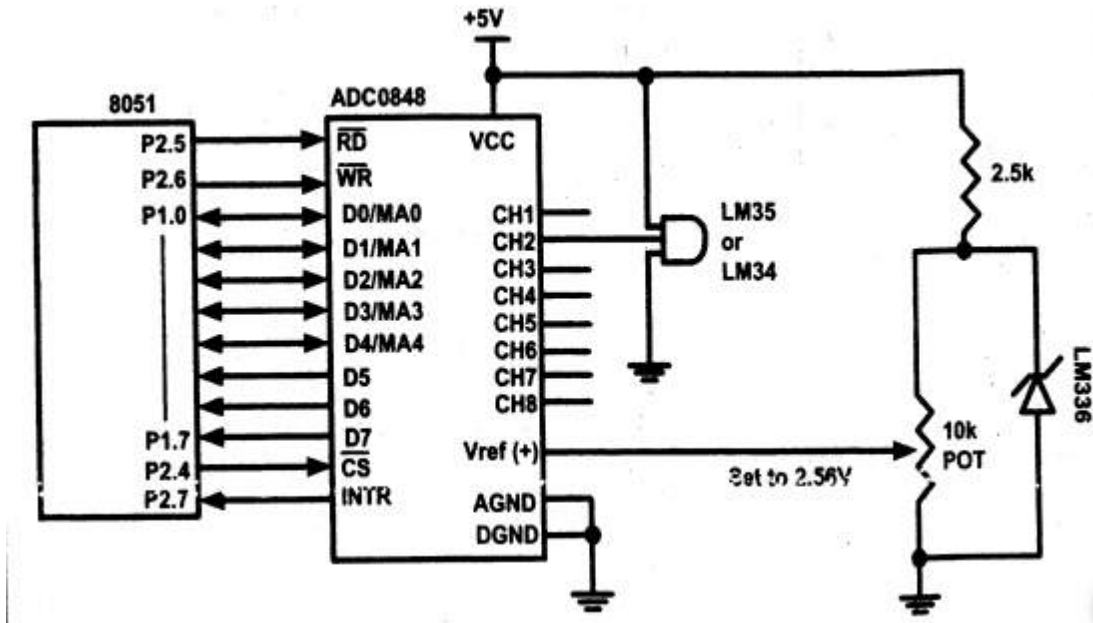 +5V
8051
ADC0848
P2.5
RD
VCC
P2.6
WR
P1.0
D0/MA0
CH1
LM35
D1/MA1
CH2
or
D2/MA2
CH3
LM34
D3/MA3
CH4
D4/MA4
CH5
D5
CH6
D6
CH7
P1.7
D7
CH8
P2.4
CS
Vref (+)
Set to 2.56V
P2.7
INTR
AGND
DGND
2.5k
10k
POT
LM336